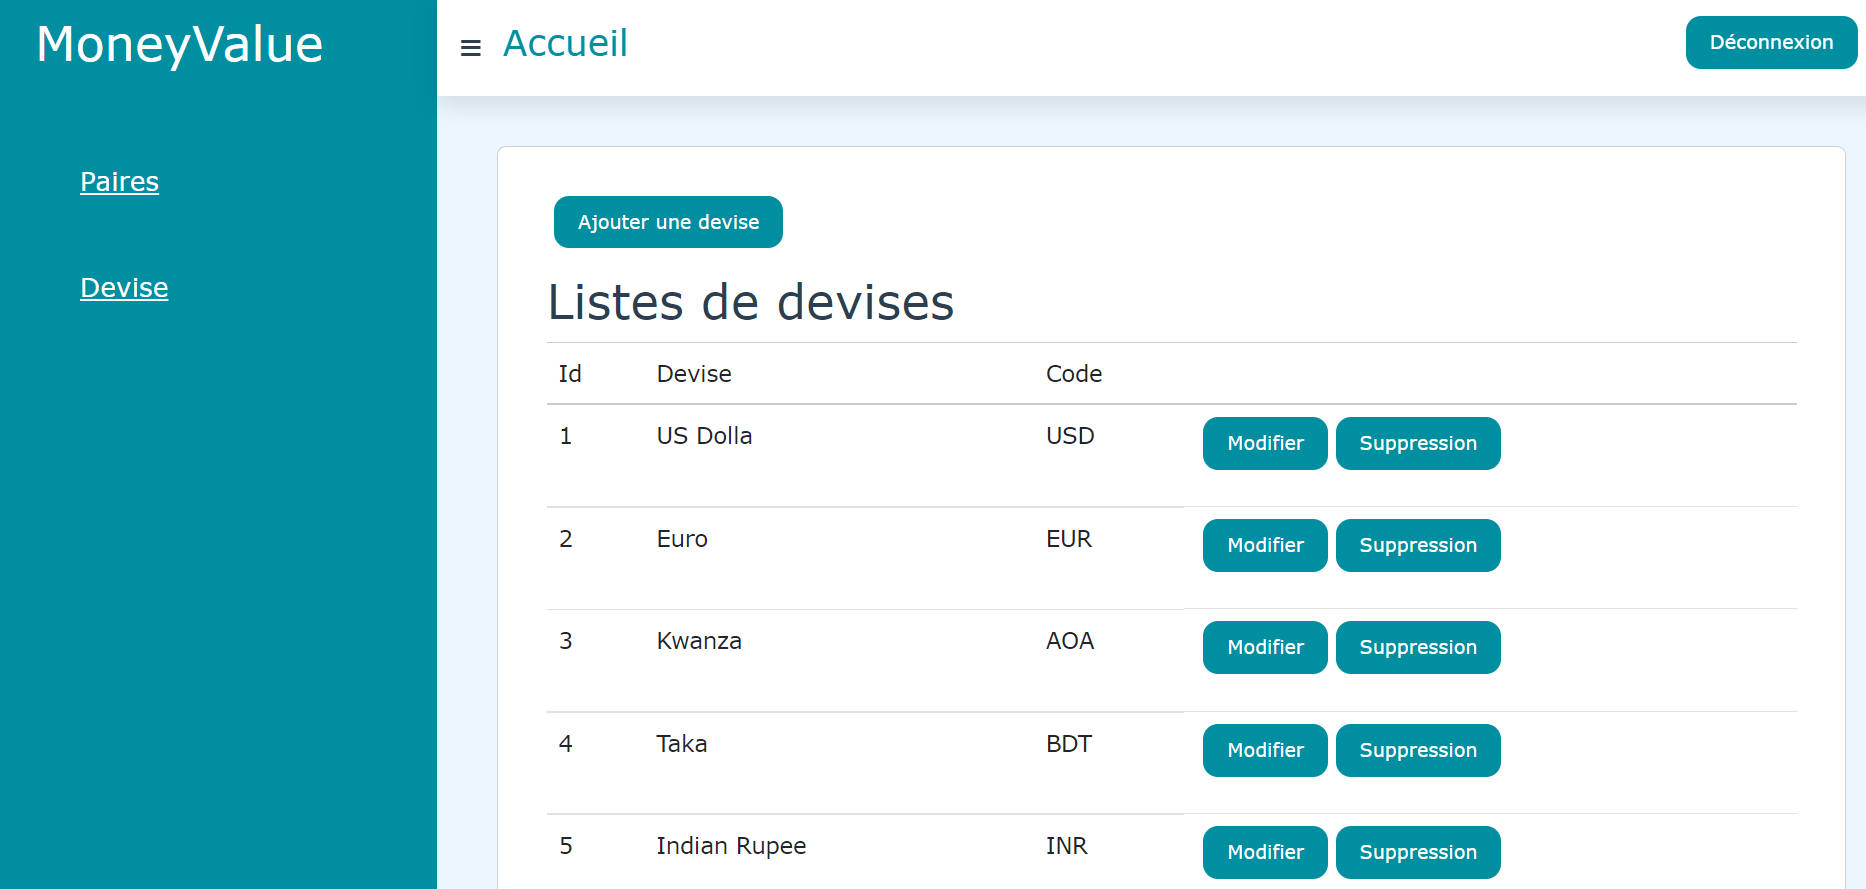 MoneyValue
Accueil
Déconnexion
Paires
Devise
Ajouter une devise
Listes de devises
Id Devise Code
1 US Dolla USD Modifier Suppression
2 Euro EUR Modifier Suppression
3 Kwanza AOA Modifier Suppression
4 Taka BDT Modifier Suppression
5 Indian Rupee INR Modifier Suppression